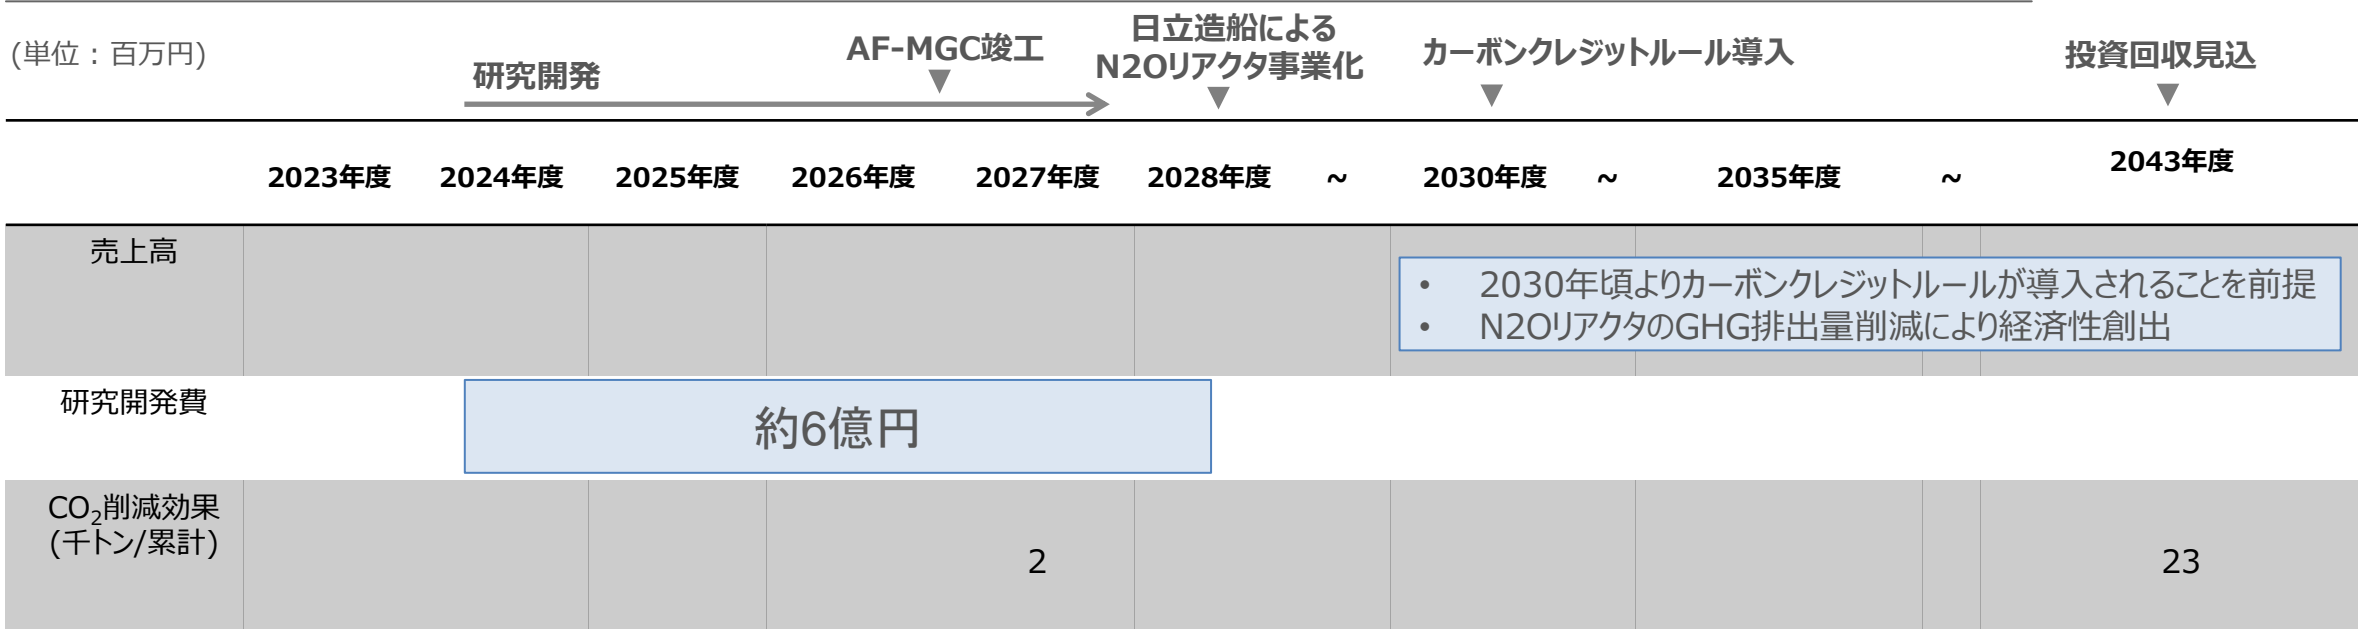 (単位：百万円)
研究開発
AF-MGC竣工
▼
日立造船による
N2Oリアクタ事業化
▼
カーボンクレジットルール導入
▼
投資回収見込
▼
2023年度 2024年度 2025年度 2026年度 2027年度 2028年度 ~ 2030年度 ~ 2035年度 ~ 2043年度
売上高
• 2030年頃よりカーボンクレジットルールが導入されることを前提
• N2OリアクタのGHG排出量削減により経済性創出
研究開発費
約6億円
CO₂削減効果
(千トン/累計)
2 23